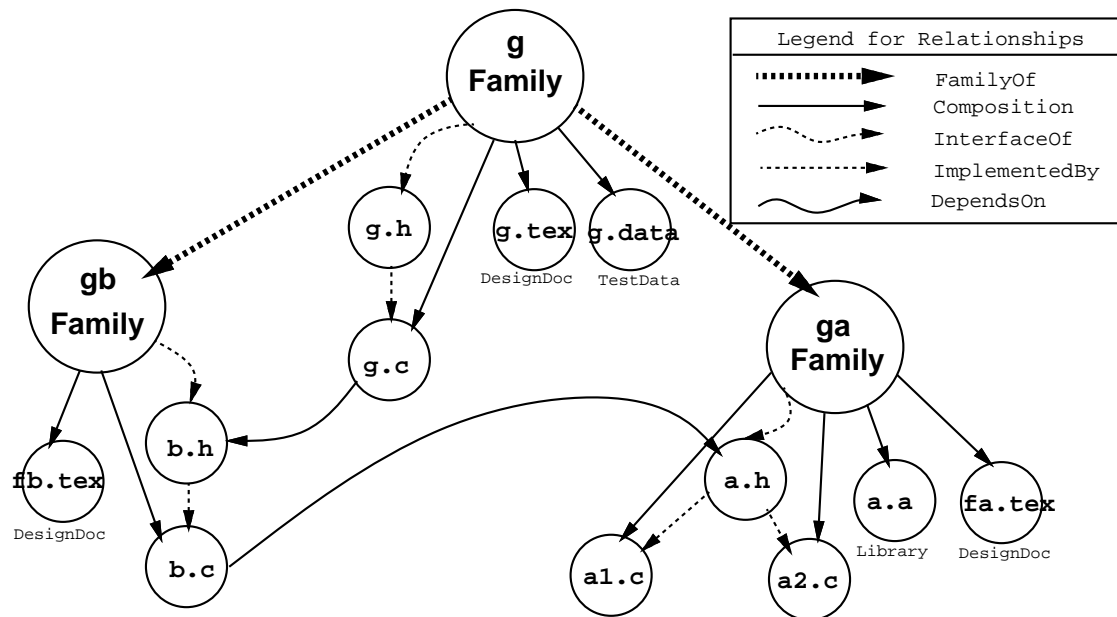 g
Family
Legend for Relationships
FamilyOf
Composition
InterfaceOf
ImplementedBy
DependsOn
g.h
g.tex
g.data
DesignDoc
TestData
gb
Family
ga
Family
g.c
b.h
fb.tex
DesignDoc
b.c
a.h
a.a
Library
fa.tex
DesignDoc
a1.c
a2.c